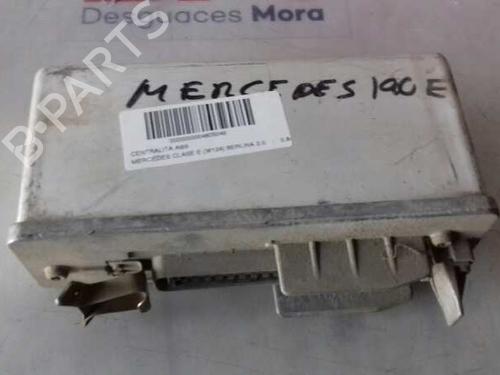 Desguaces Mora
MERCEDES 190 E
CENTRALITA ABS
MERCEDES CLASE E (W124) BERLINA 2.0
B-PARTS